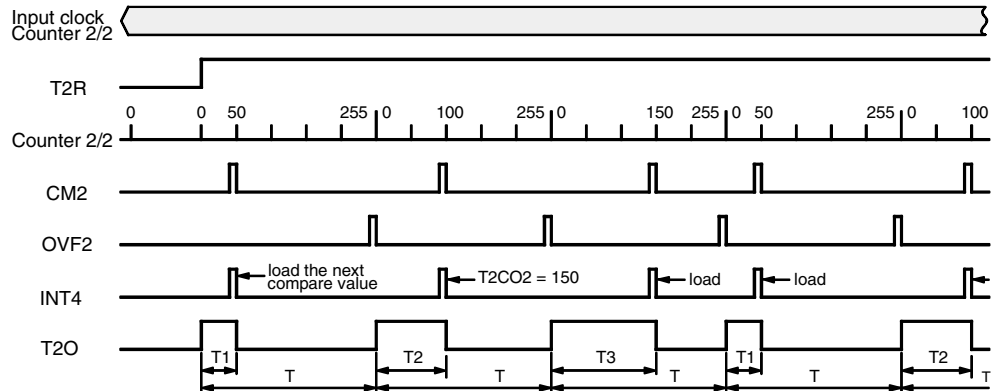 Input clock
Counter 2/2
T2R
0 0 50 255 0 100 255 0 150 255 0 50 255 0 100
Counter 2/2
CM2
OVF2
INT4
load the next
compare value
T2CO2 = 150
load
load
T2O
T1 T2 T3 T1 T2
T T T T T